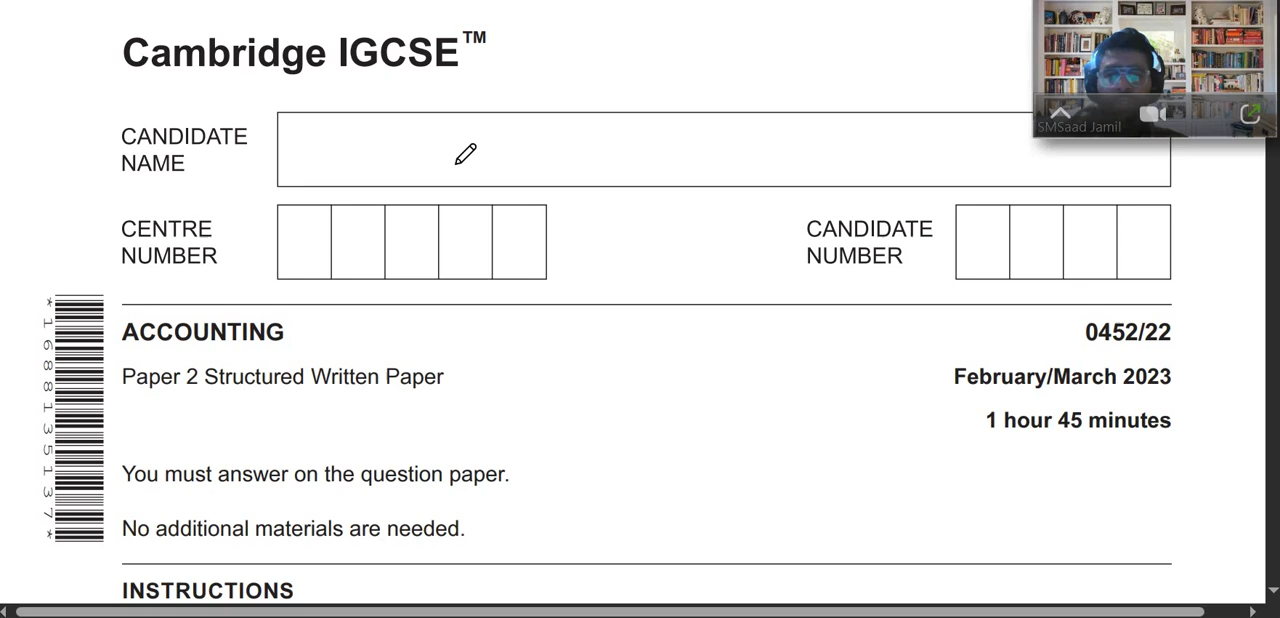 Cambridge IGCSE™
SMSaad Jamil
CANDIDATE
NAME
CENTRE
NUMBER
CANDIDATE
NUMBER
*1688135137*
ACCOUNTING 0452/22
Paper 2 Structured Written Paper February/March 2023
1 hour 45 minutes
You must answer on the question paper.
No additional materials are needed.
INSTRUCTIONS